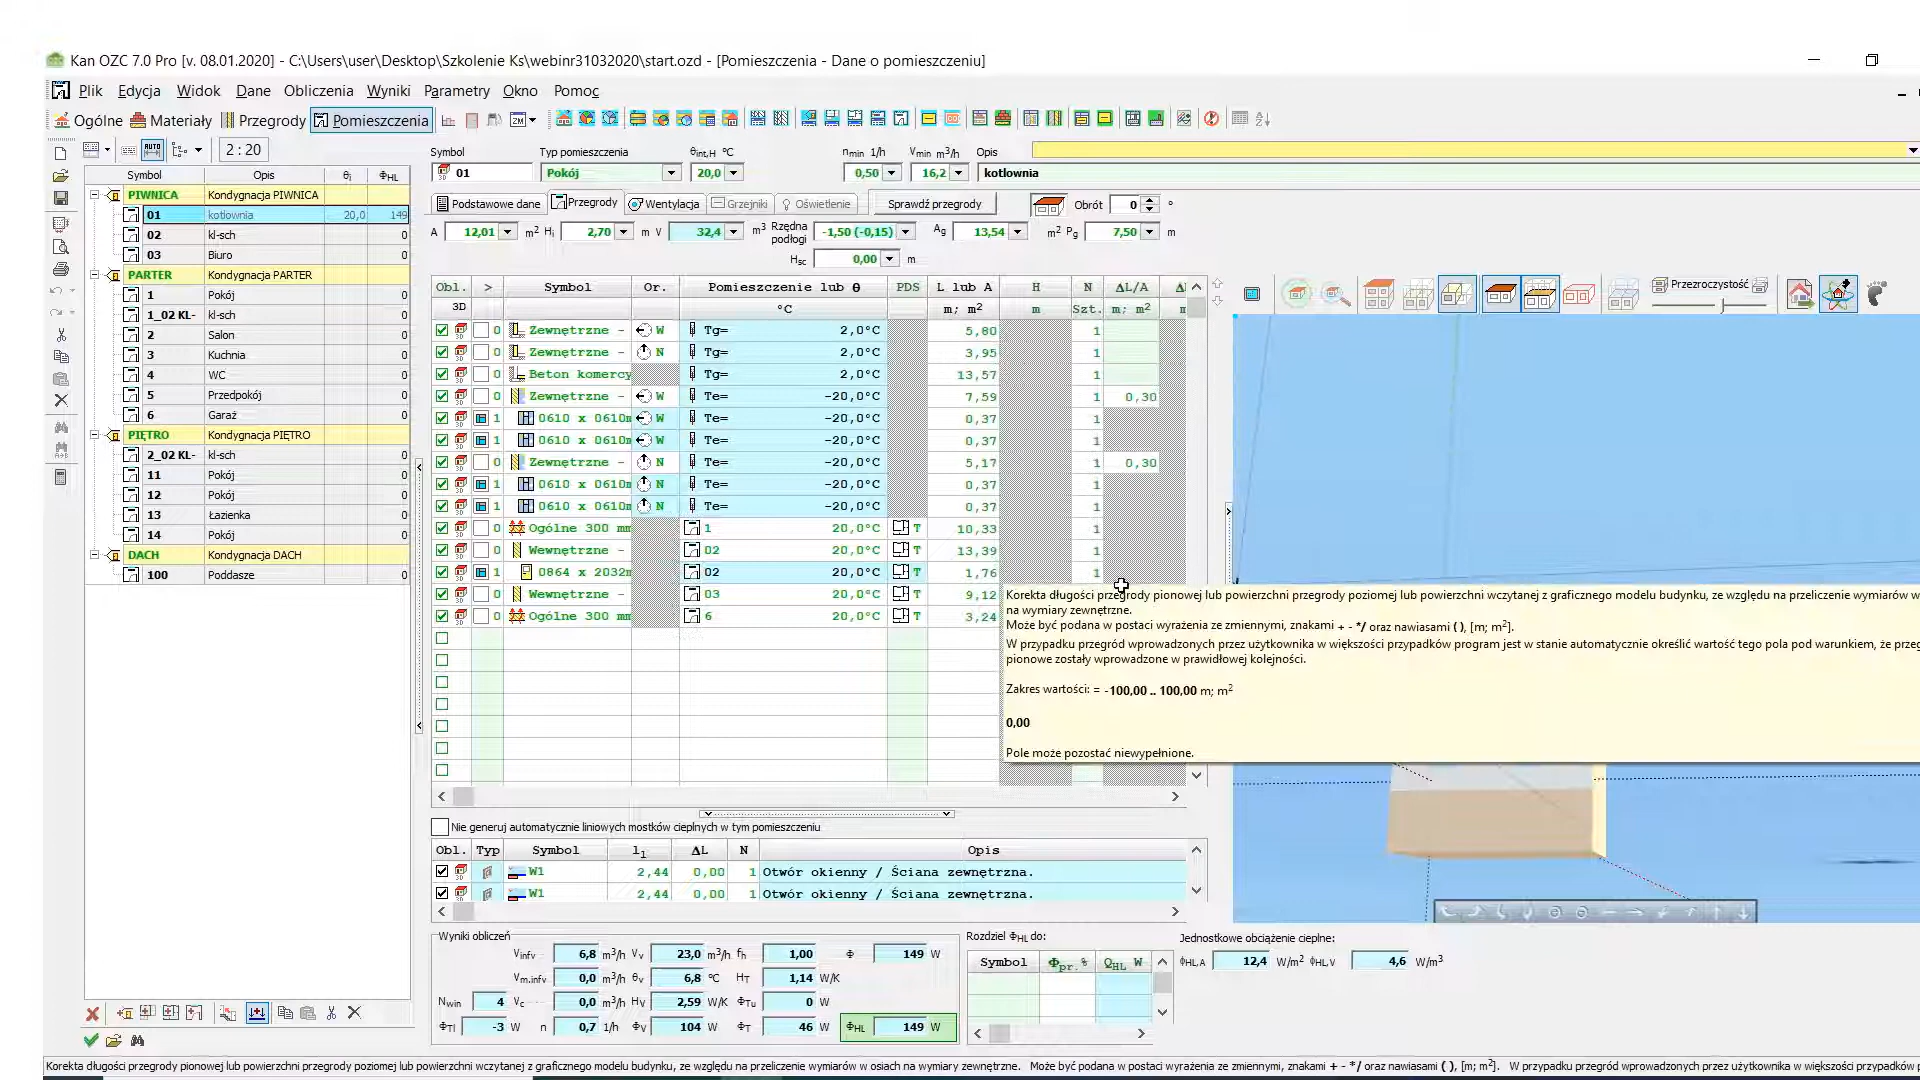 Kan OZC 7.0 Pro [v. 08.01.2020] - C:\Users\user\Desktop\Szkolenie Ks\webinr31032020\start.ozd - [Pomieszczenia - Dane o pomieszczeniu]
Plik Edycja Widok Dane Obliczenia Wyniki Parametry Okno Pomoc
Ogólne Materiały Przegrody Pomieszczenia ZM
AUTO 2 : 20
Symbol Opis θi ΦHL
PIWNICA Kondygnacja PIWNICA
01 kotłownia 20,0 149
02 kl-sch 0
03 Biuro 0
PARTER Kondygnacja PARTER
1 Pokój 0
1_02 KL- kl-sch 0
2 Salon 0
3 Kuchnia 0
4 WC 0
5 Przedpokój 0
6 Garaż 0
PIĘTRO Kondygnacja PIĘTRO
2_02 KL- kl-sch 0
11 Pokój 0
12 Pokój 0
13 Łazienka 0
14 Pokój 0
DACH Kondygnacja DACH
100 Poddasze 0
Symbol Typ pomieszczenia θint,H °C nmin 1/h Vmin m³/h Opis
01 Pokój 20,0 0,50 16,2 kotłownia
Podstawowe dane Przegrody Wentylacja Grzejniki Oświetlenie Sprawdź przegrody Obrót 0 °
A 12,01 m² Hi 2,70 m V 32,4 m³ Rzędna podłogi -1,50 (-0,15) Ag 13,54 m² Pg 7,50 m
Hsc 0,00 m
Przezroczystość
Obl. > Symbol Or. Pomieszczenie lub θ PDS L lub A H N ΔL/A
3D °C m; m² m Szt. m; m² m
0 Zewnętrzne - W Tg= 2,0°C 5,80 1
0 Zewnętrzne - N Tg= 2,0°C 3,95 1
0 Beton komercy Tg= 2,0°C 13,57 1
0 Zewnętrzne - W Te= -20,0°C 7,59 1 0,30
1 0610 x 0610m W Te= -20,0°C 0,37 1
1 0610 x 0610m W Te= -20,0°C 0,37 1
0 Zewnętrzne - N Te= -20,0°C 5,17 1 0,30
1 0610 x 0610m N Te= -20,0°C 0,37 1
1 0610 x 0610m N Te= -20,0°C 0,37 1
0 Ogólne 300 mm 1 20,0°C T 10,33 1
0 Wewnętrzne - 02 20,0°C T 13,39 1
1 0864 x 2032m 02 20,0°C T 1,76 1
0 Wewnętrzne - 03 20,0°C T 9,12
0 Ogólne 300 mm 6 20,0°C T 3,24
Korekta długości przegrody pionowej lub powierzchni przegrody poziomej lub powierzchni wczytanej z graficznego modelu budynku, ze względu na przeliczenie wymiarów w
na wymiary zewnętrzne.
Może być podana w postaci wyrażenia ze zmiennymi, znakami + - */ oraz nawiasami ( ), [m; m²].
W przypadku przegród wprowadzonych przez użytkownika w większości przypadków program jest w stanie automatycznie określić wartość tego pola pod warunkiem, że przeg
pionowe zostały wprowadzone w prawidłowej kolejności.
Zakres wartości: = -100,00 .. 100,00 m; m²
0,00
Pole może pozostać niewypełnione.
Nie generuj automatycznie liniowych mostków cieplnych w tym pomieszczeniu
Obl. Typ Symbol l1 ΔL N Opis
W1 2,44 0,00 1 Otwór okienny / Ściana zewnętrzna.
W1 2,44 0,00 1 Otwór okienny / Ściana zewnętrzna.
Wyniki obliczeń
Vinfv 6,8 m³/h Vv 23,0 m³/h fh 1,00 Φ 149 W
Vm.infv 0,0 m³/h θv 6,8 °C HT 1,14 W/K
Nwin 4 Vc 0,0 m³/h HV 2,59 W/K ΦTu 0 W
ΦTI -3 W n 0,7 1/h ΦV 104 W ΦT 46 W ΦHL 149 W
Rozdziel ΦHL do:
Symbol Φpr.% QHL W
Jednostkowe obciążenie cieplne:
ΦHL,A 12,4 W/m² ΦHL,V 4,6 W/m³
Korekta długości przegrody pionowej lub powierzchni przegrody poziomej lub powierzchni wczytanej z graficznego modelu budynku, ze względu na przeliczenie wymiarów w osiach na wymiary zewnętrzne. Może być podana w postaci wyrażenia ze zmiennymi, znakami + - */ oraz nawiasami ( ), [m; m²]. W przypadku przegród wprowadzonych przez użytkownika w większości przypadków p